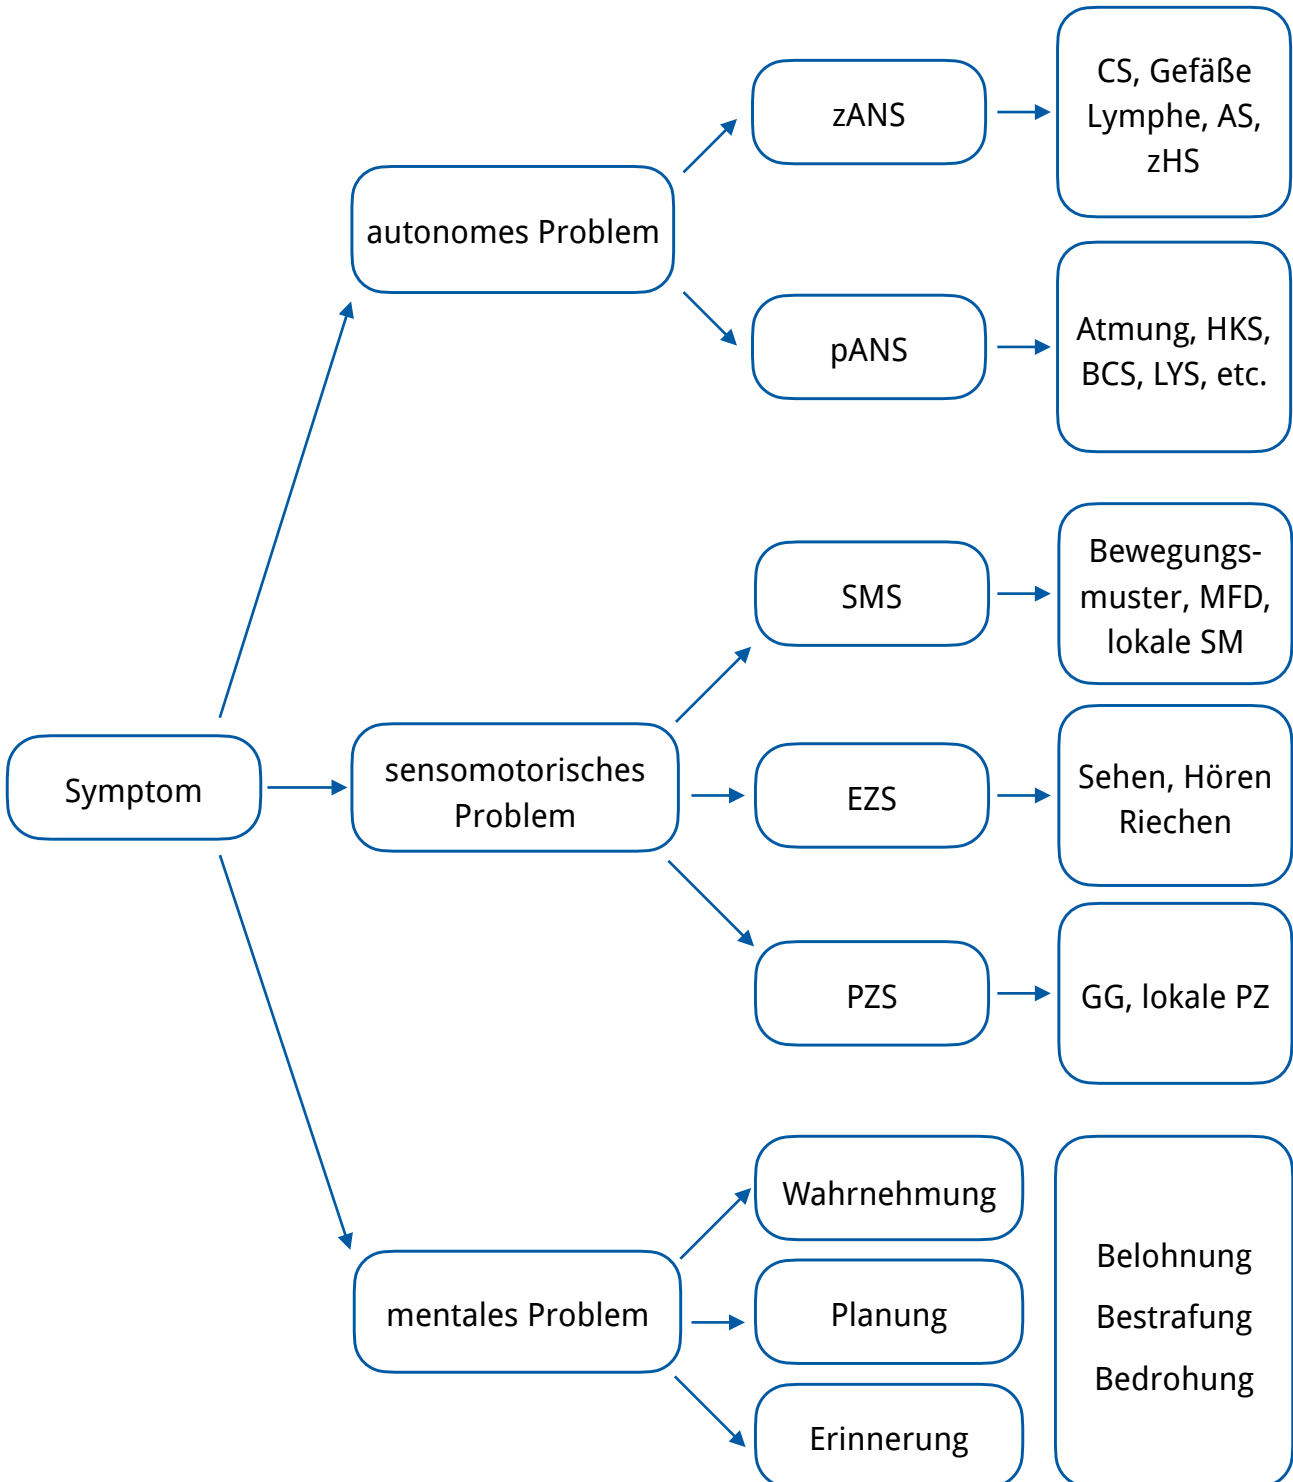 Symptom
autonomes Problem
zANS
CS, Gefäße
Lymphe, AS,
zHS
pANS
Atmung, HKS,
BCS, LYS, etc.
sensomotorisches
Problem
SMS
Bewegungs-
muster, MFD,
lokale SM
EZS
Sehen, Hören
Riechen
PZS
GG, lokale PZ
mentales Problem
Wahrnehmung
Planung
Erinnerung
Belohnung
Bestrafung
Bedrohung